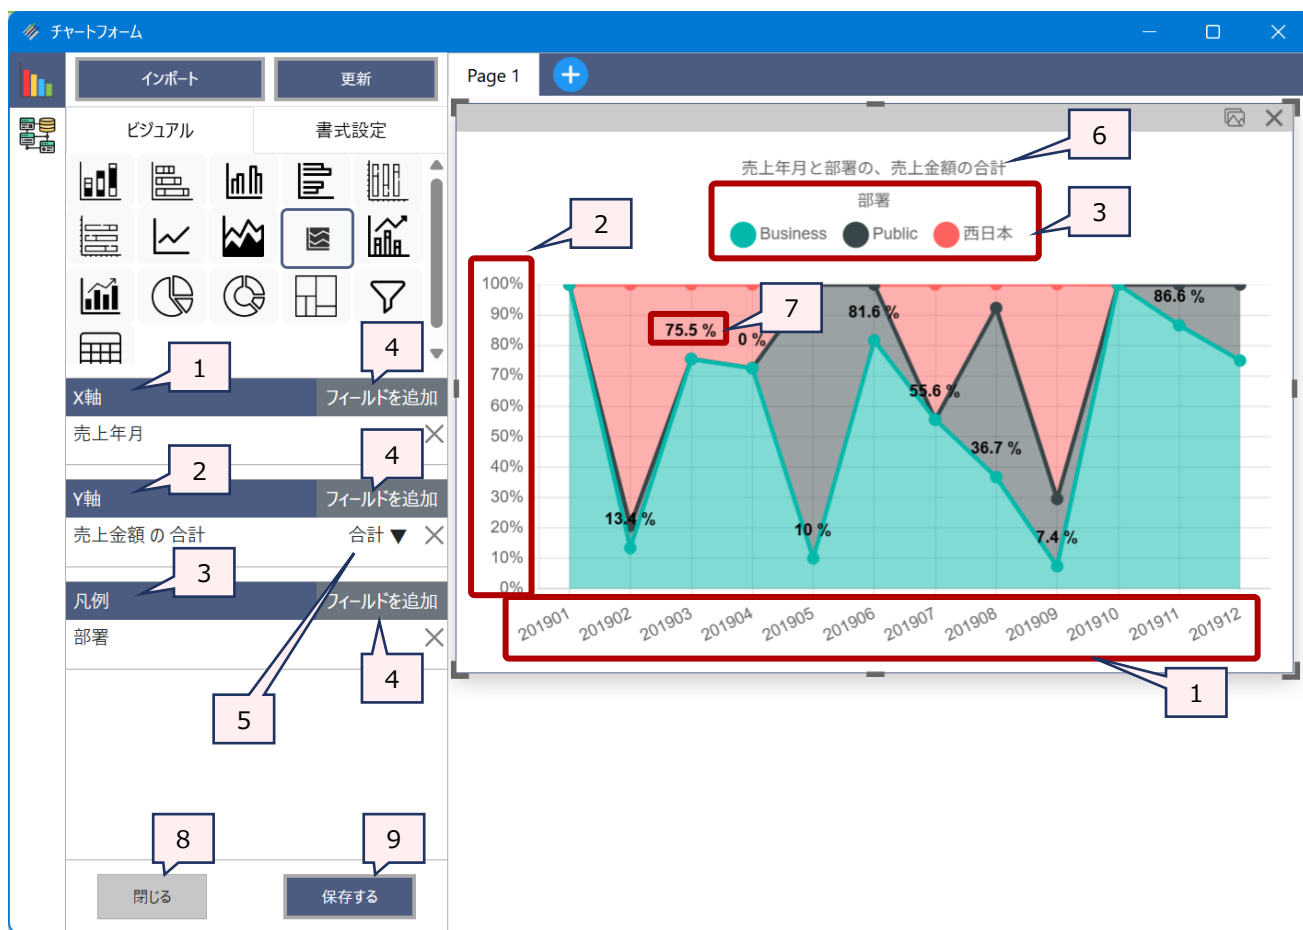 チャートフォーム
インポート
更新
Page 1
ビジュアル
書式設定
6
売上年月と部署の、売上金額の合計
部署
Business
Public
西日本
3
2
100%
90%
80%
70%
60%
50%
40%
30%
20%
10%
0%
7
75.5 %
0 %
81.6 %
86.6 %
55.6 %
36.7 %
13.4 %
10 %
7.4 %
201901
201902
201903
201904
201905
201906
201907
201908
201909
201910
201911
201912
1
1
4
X軸
フィールドを追加
売上年月
2
4
Y軸
フィールドを追加
売上金額 の 合計
合計 ▼
3
凡例
フィールドを追加
部署
4
5
8
9
閉じる
保存する